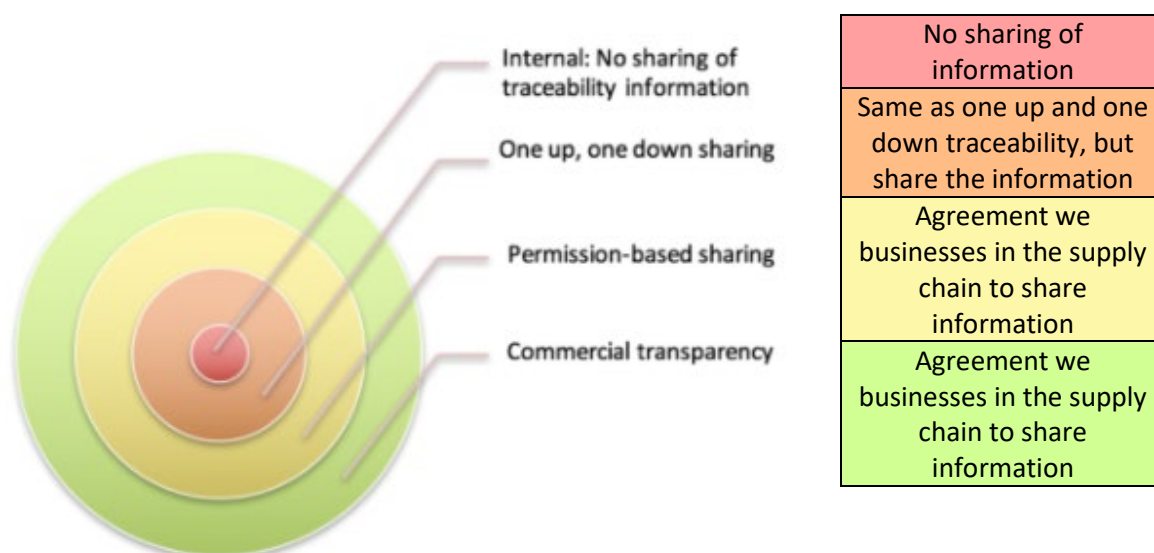 Internal: No sharing of
traceability information
One up, one down sharing
Permission-based sharing
Commercial transparency
No sharing of
information
Same as one up and one
down traceability, but
share the information
Agreement we
businesses in the supply
chain to share
information
Agreement we
businesses in the supply
chain to share
information